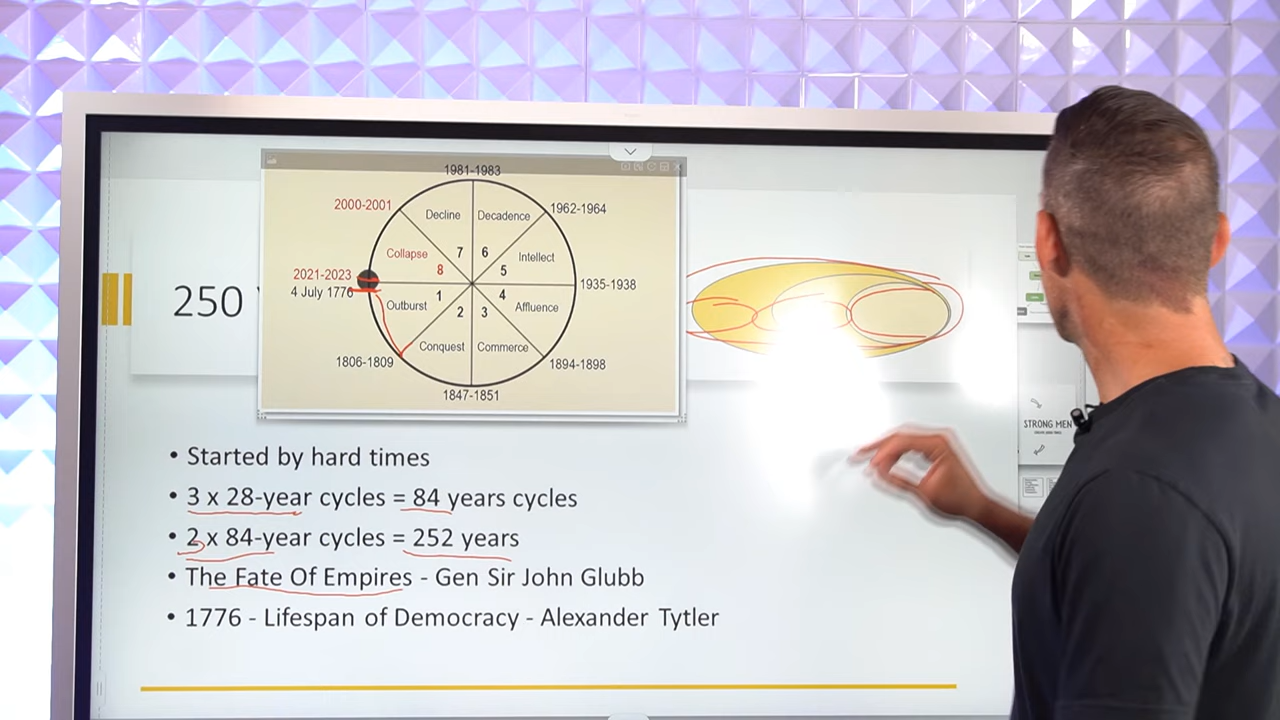 250
1981-1983
2000-2001
1962-1964
Decline
Decadence
7
6
Collapse
8
5
Intellect
2021-2023
4 July 1776
1935-1938
Outburst
1
4
Affluence
2
3
Conquest
Commerce
1806-1809
1894-1898
1847-1851
STRONG MEN
• Started by hard times
• 3 x 28-year cycles = 84 years cycles
• 2 x 84-year cycles = 252 years
• The Fate Of Empires - Gen Sir John Glubb
• 1776 - Lifespan of Democracy - Alexander Tytler